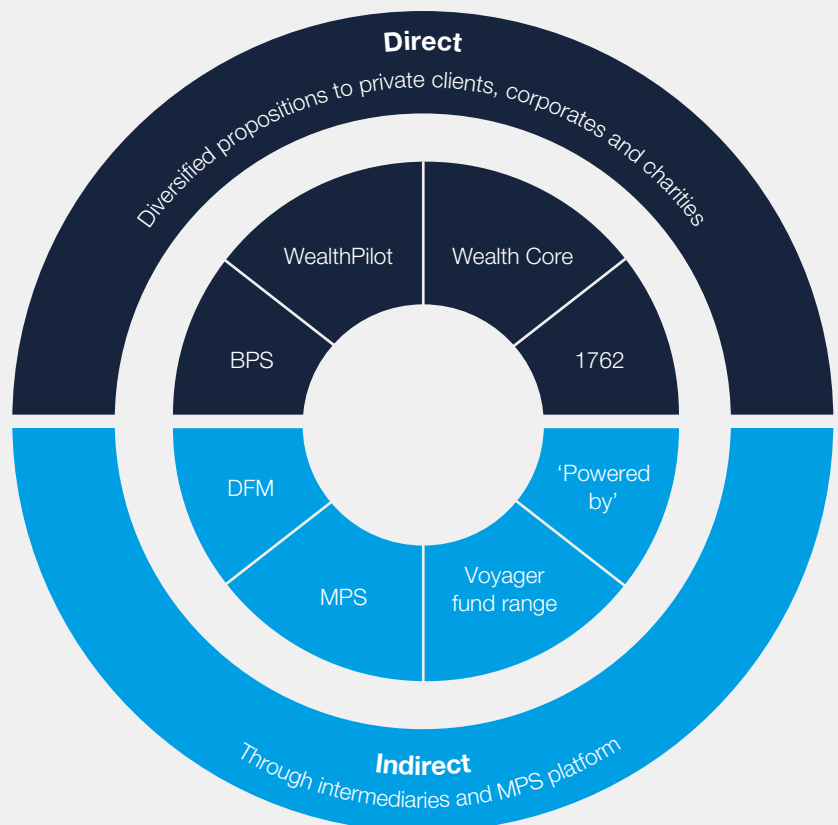 Direct
Diversified propositions to private clients, corporates and charities
WealthPilot
Wealth Core
BPS
1762
DFM
‘Powered
by’
MPS
Voyager
fund range
Indirect
Through intermediaries and MPS platform